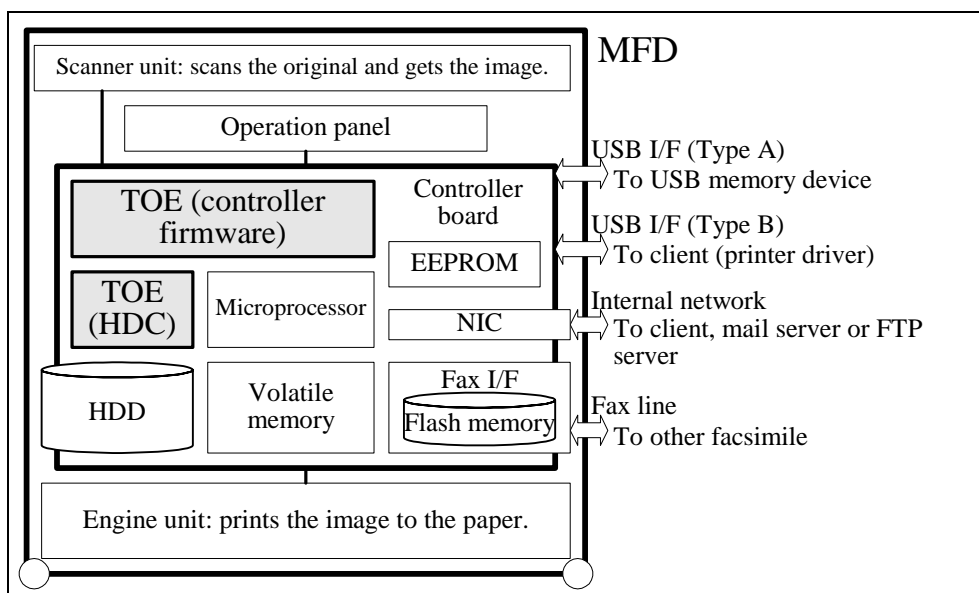 MFD
Scanner unit: scans the original and gets the image.
Operation panel
TOE (controller
firmware)
Controller
board
EEPROM
TOE
(HDC)
Microprocessor
NIC
HDD
Volatile
memory
Fax I/F
Flash memory
Engine unit: prints the image to the paper.
USB I/F (Type A)
To USB memory device
USB I/F (Type B)
To client (printer driver)
Internal network
To client, mail server or FTP
server
Fax line
To other facsimile